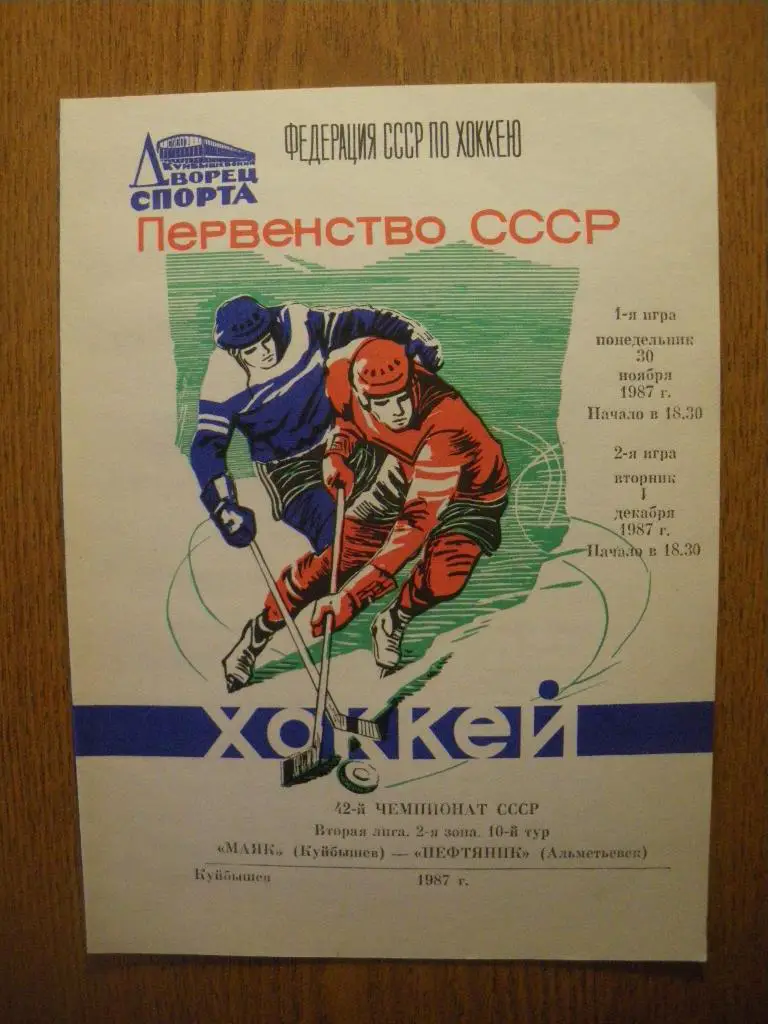 ФЕДЕРАЦИЯ СССР ПО ХОККЕЮ
КУЙБЫШЕВСКИЙ
ДВОРЕЦ
СПОРТА
Первенство СССР
1-я игра
понедельник
30
ноября
1987 г.
Начало в 18.30
2-я игра
вторник
1
декабря
1987 г.
Начало в 18.30
хоккей
42-й ЧЕМПИОНАТ СССР
Вторая лига. 2-я зона. 10-й тур
«МАЯК» (Куйбышев) — «НЕФТЯНИК» (Альметьевск)
Куйбышев 1987 г.